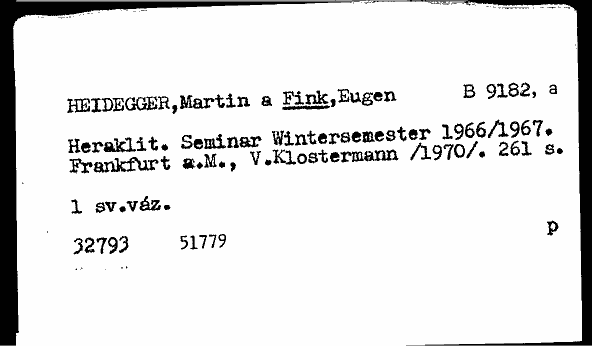 HEIDEGGER,Martin a Fink,Eugen B 9182, a
Heraklit. Seminar Wintersemester 1966/1967.
Frankfurt a.M., V.Klostermann /1970/. 261 s.
1 sv.váz.
p
32793 51779